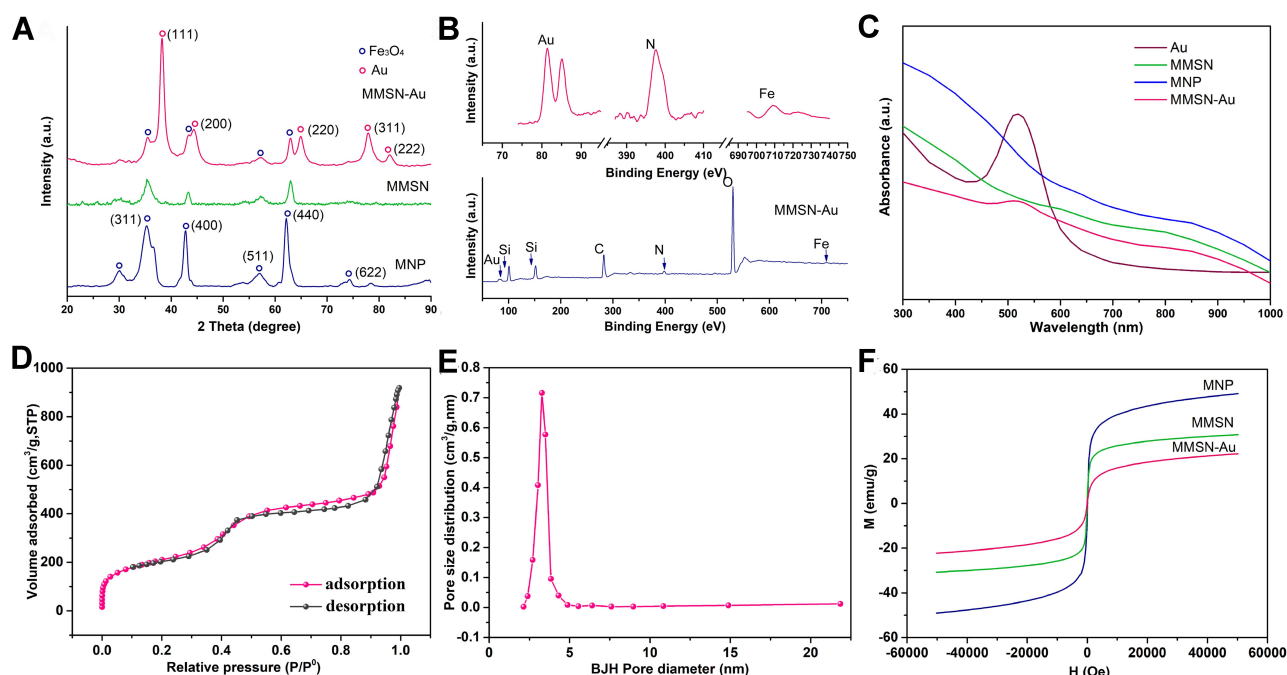 A
Intensity (a.u.)
(111)
Fe₃O₄
Au
MMSN-Au
(200)
(220)
(311)
(222)
MMSN
(311)
(400)
(511)
(440)
(622)
MNP
20 30 40 50 60 70 80 90
2 Theta (degree)
B
Intensity (a.u.)
Au
N
Fe
70 80 90 390 400 410 690 700 710 720 730 740 750
Binding Energy (eV)
Intensity (a.u.)
Au
Si
Si
C
N
O
MMSN-Au
Fe
100 200 300 400 500 600 700
Binding Energy (eV)
C
Absorbance (a.u.)
Au
MMSN
MNP
MMSN-Au
300 400 500 600 700 800 900 1000
Wavelength (nm)
D
Volume adsorbed (cm³/g,STP)
1000
800
600
400
200
0
adsorption
desorption
0.0 0.2 0.4 0.6 0.8 1.0
Relative pressure (P/P⁰)
E
Pore size distribution (cm³/g,nm)
0.8
0.7
0.6
0.5
0.4
0.3
0.2
0.1
0.0
-0.1
0 5 10 15 20
BJH Pore diameter (nm)
F
M (emu/g)
60
40
20
0
-20
-40
-60
MNP
MMSN
MMSN-Au
-60000 -40000 -20000 0 20000 40000 60000
H (Oe)